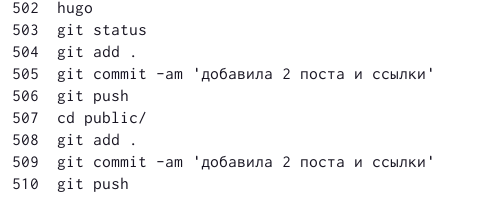 502 hugo
503 git status
504 git add .
505 git commit -am 'добавила 2 поста и ссылки'
506 git push
507 cd public/
508 git add .
509 git commit -am 'добавила 2 поста и ссылки'
510 git push